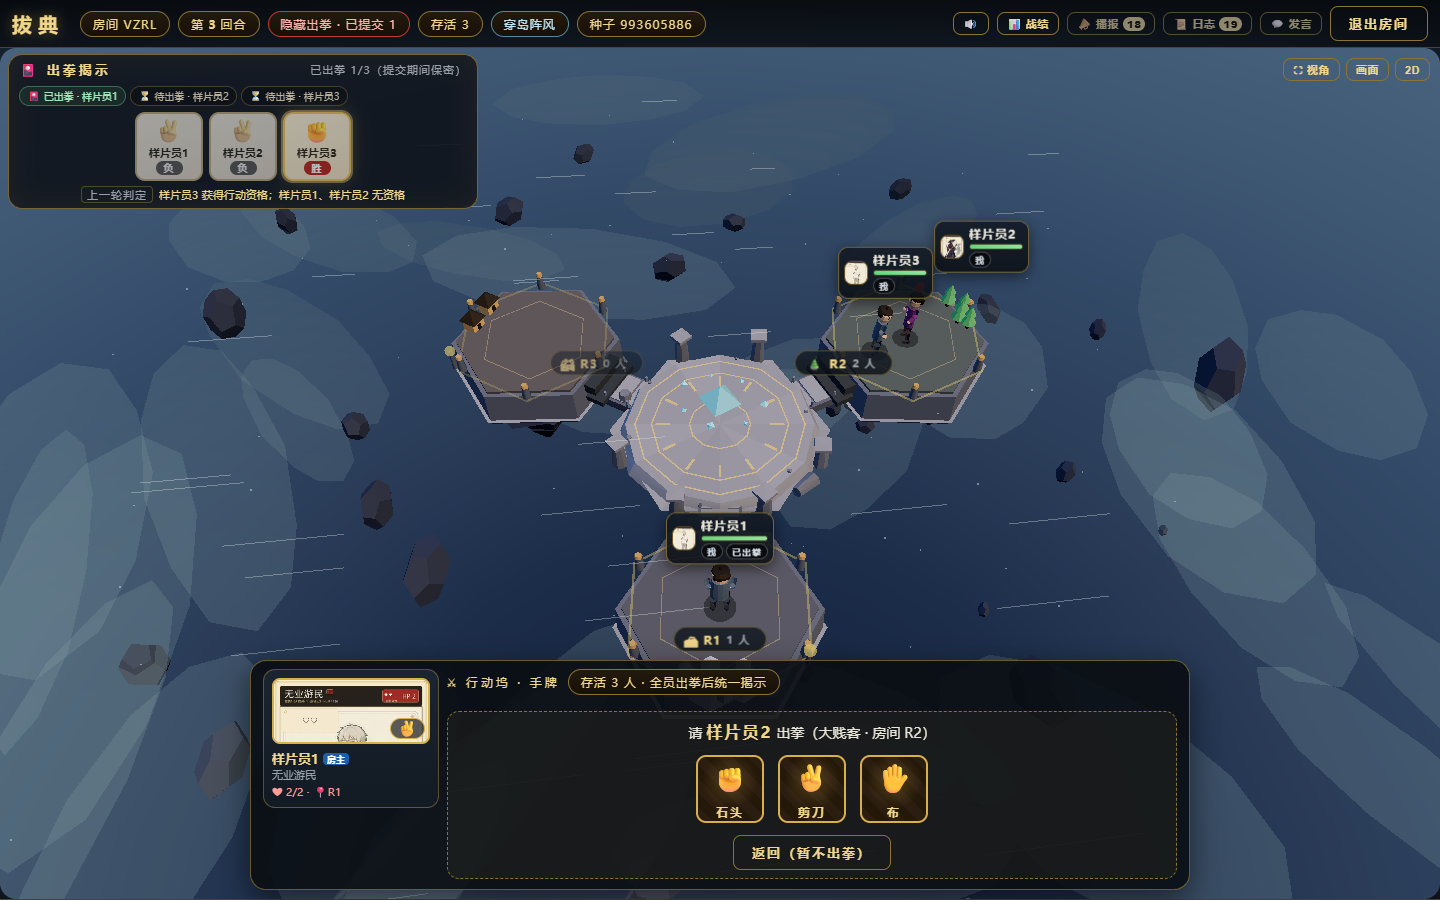 拔典
房间 VZRL
第 3 回合
隐藏出拳 · 已提交 1
存活 3
穿岛阵风
种子 993605886
战绩
播报 18
日志 19
发言
退出房间
出拳揭示
已出拳 1/3（提交期间保密）
已出拳 · 样片员1
待出拳 · 样片员2
待出拳 · 样片员3
样片员1
负
样片员2
负
样片员3
胜
上一轮判定 样片员3 获得行动资格；样片员1、样片员2 无资格
视角
画面
2D
样片员2
我
样片员3
我
R3 0 人
R2 2 人
样片员1
我 已出拳
R1 1 人
无业游民
HP 2
样片员1 房主
无业游民
2/2 · R1
行动坞 · 手牌
存活 3 人 · 全员出拳后统一揭示
请 样片员2 出拳（大贱客 · 房间 R2）
石头
剪刀
布
返回（暂不出拳）